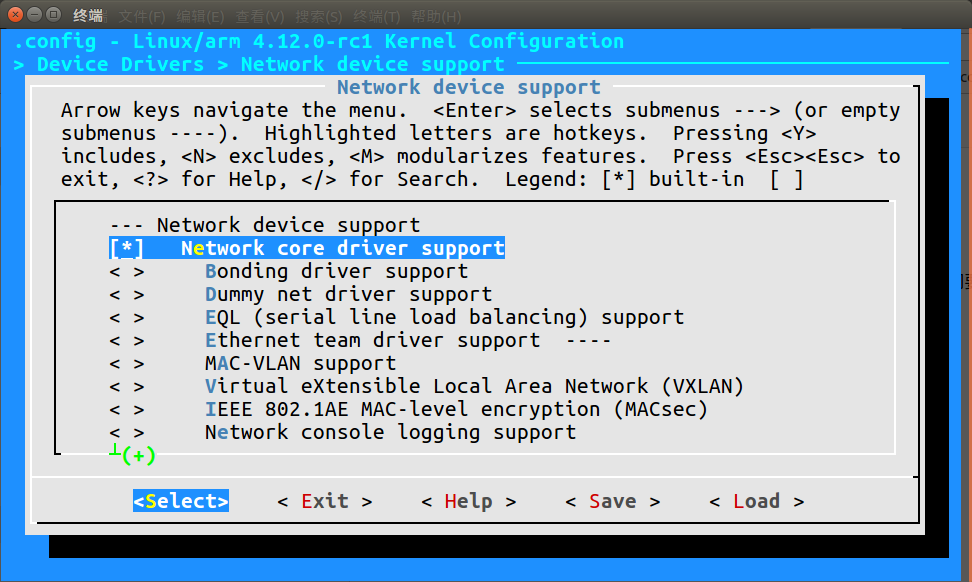 终端 文件(F) 编辑(E) 查看(V) 搜索(S) 终端(T) 帮助(H)
.config - Linux/arm 4.12.0-rc1 Kernel Configuration
> Device Drivers > Network device support
Network device support
Arrow keys navigate the menu.  <Enter> selects submenus ---> (or empty
submenus ----).  Highlighted letters are hotkeys.  Pressing <Y>
includes, <N> excludes, <M> modularizes features.  Press <Esc><Esc> to
exit, <?> for Help, </> for Search.  Legend: [*] built-in  [ ]
--- Network device support
[*]   Network core driver support
< >     Bonding driver support
< >     Dummy net driver support
< >     EQL (serial line load balancing) support
< >     Ethernet team driver support  ----
< >     MAC-VLAN support
< >     Virtual eXtensible Local Area Network (VXLAN)
< >     IEEE 802.1AE MAC-level encryption (MACsec)
< >     Network console logging support
┴(+)
<Select>    < Exit >    < Help >    < Save >    < Load >